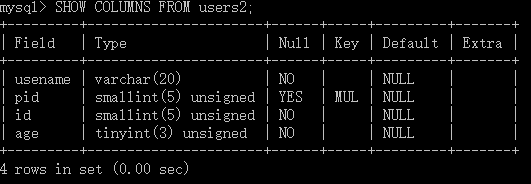 mysql> SHOW COLUMNS FROM users2;
| Field | Type | Null | Key | Default | Extra |
| usename | varchar(20) | NO | | NULL | |
| pid | smallint(5) unsigned | YES | MUL | NULL | |
| id | smallint(5) unsigned | NO | | NULL | |
| age | tinyint(3) unsigned | NO | | NULL | |
4 rows in set (0.00 sec)